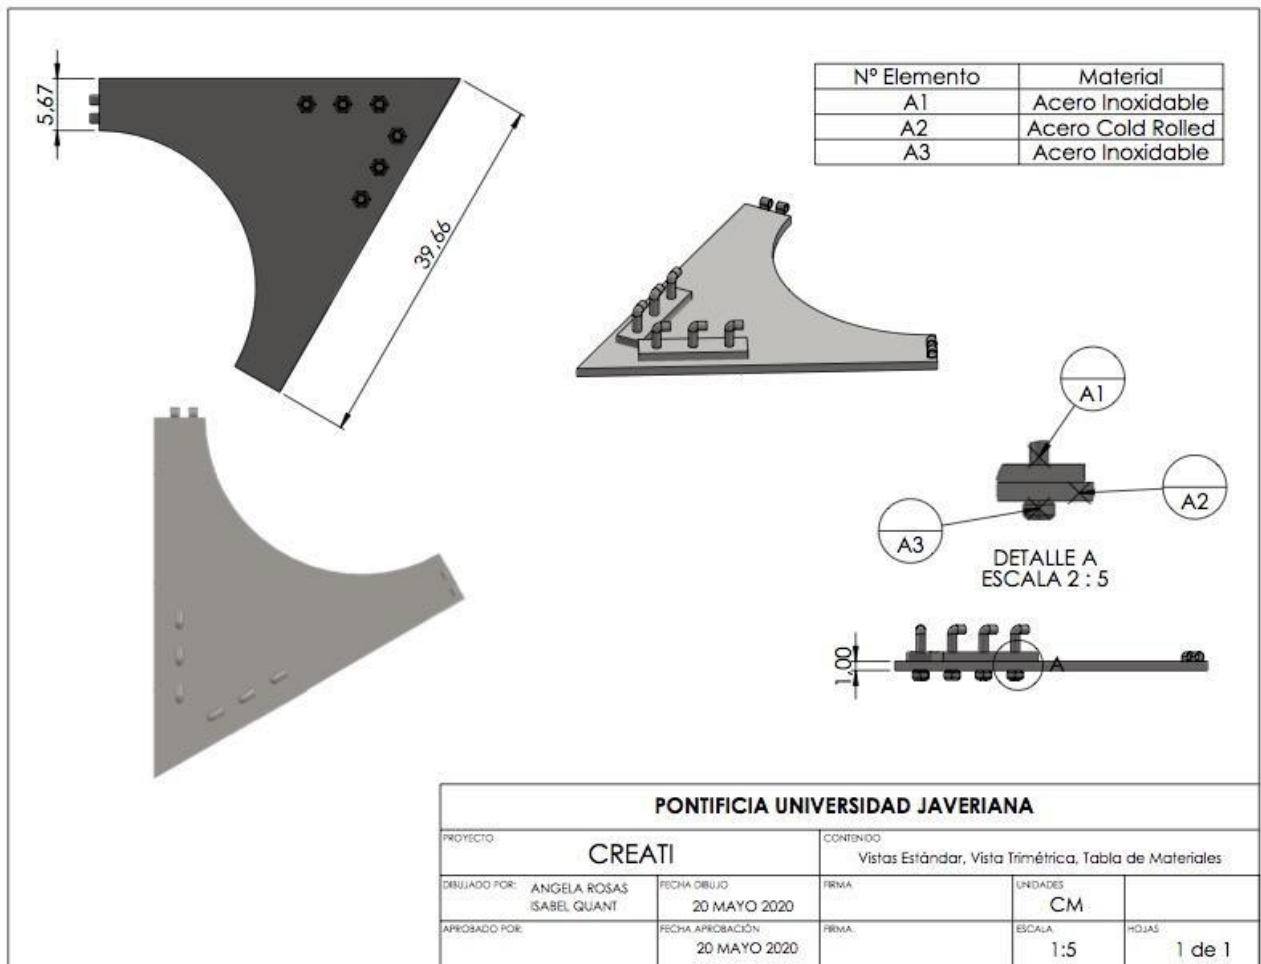 5,67
39,66
Nº Elemento Material
A1 Acero Inoxidable
A2 Acero Cold Rolled
A3 Acero Inoxidable
A1
A2
A3
DETALLE A
ESCALA 2 : 5
1,00
A
PONTIFICIA UNIVERSIDAD JAVERIANA
PROYECTO
CREATI
CONTENIDO
Vistas Estándar, Vista Trimétrica, Tabla de Materiales
DIBUJADO POR: ANGELA ROSAS
ISABEL QUANT
FECHA DIBUJO
20 MAYO 2020
FIRMA
UNIDADES
CM
APROBADO POR:
FECHA APROBACIÓN
20 MAYO 2020
FIRMA
ESCALA
1:5
HOJAS
1 de 1